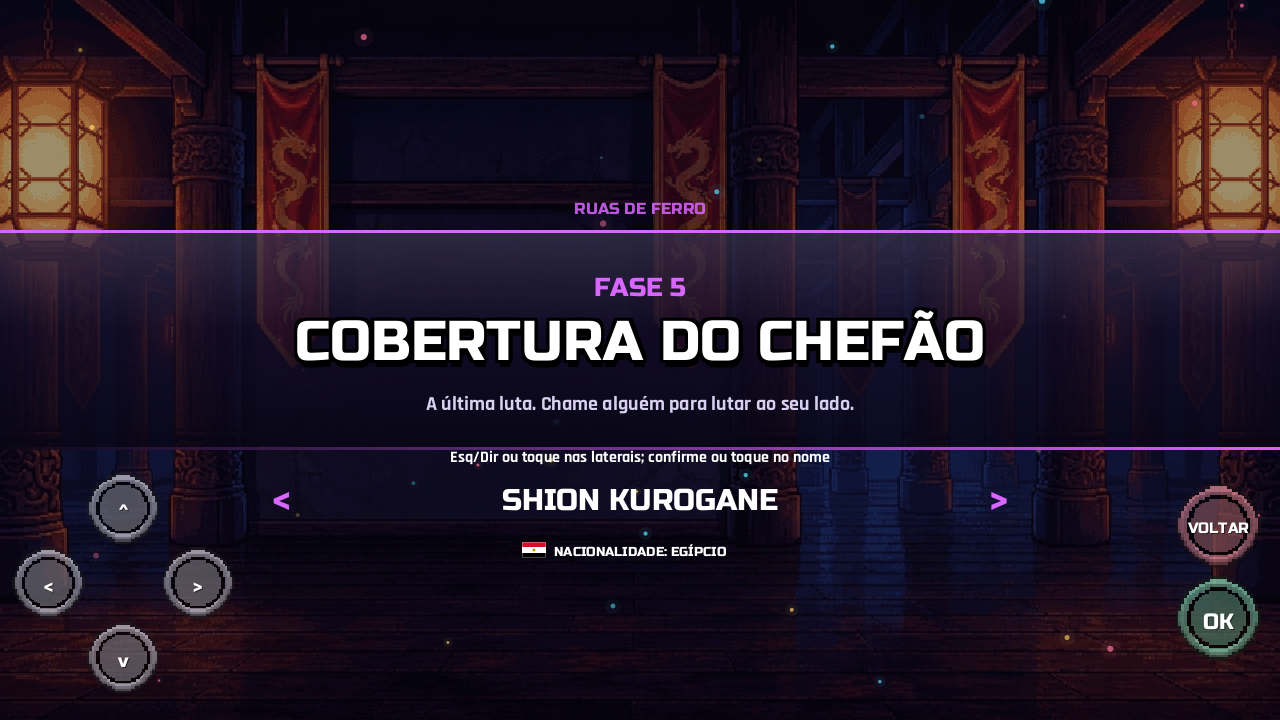 RUAS DE FERRO
FASE 5
COBERTURA DO CHEFÃO
A última luta. Chame alguém para lutar ao seu lado.
Esq/Dir ou toque nas laterais; confirme ou toque no nome
< SHION KUROGANE >
NACIONALIDADE: EGÍPCIO
^
< >
v
VOLTAR
OK